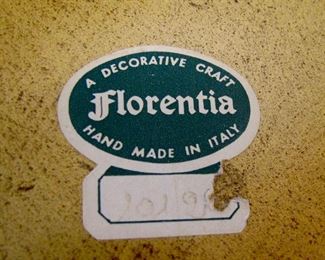 A DECORATIVE CRAFT
Florentia
HAND MADE IN ITALY